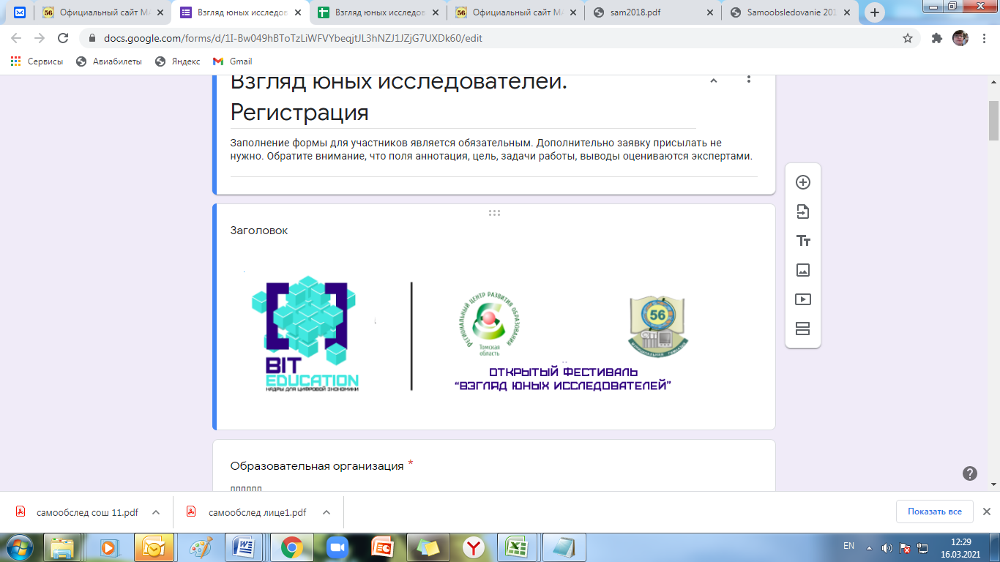 Официальный сайт МА
Взгляд юных исследов
Взгляд юных исследов
Официальный сайт МА
sam2018.pdf
Samoobsledovanie 201
docs.google.com/forms/d/1I-Bw049hBToTzLiWFVYbeqjtJL3hNZJ1JZjG7UXDk60/edit
Сервисы
Авиабилеты
Яндекс
Gmail
Взгляд юных исследователей.
Регистрация
Заполнение формы для участников является обязательным. Дополнительно заявку присылать не
нужно. Обратите внимание, что поля аннотация, цель, задачи работы, выводы оцениваются экспертами.
Заголовок
BIT
EDUCATION
КАДРЫ ДЛЯ ЦИФРОВОЙ ЭКОНОМИКИ
РЕГИОНАЛЬНЫЙ ЦЕНТР РАЗВИТИЯ ОБРАЗОВАНИЯ
Томская
область
56
ОТКРЫТЫЙ ФЕСТИВАЛЬ
“ВЗГЛЯД ЮНЫХ ИССЛЕДОВАТЕЛЕЙ”
Образовательная организация *
самообслед сош 11.pdf
самообслед лице1.pdf
Показать все
EN
12:29
16.03.2021